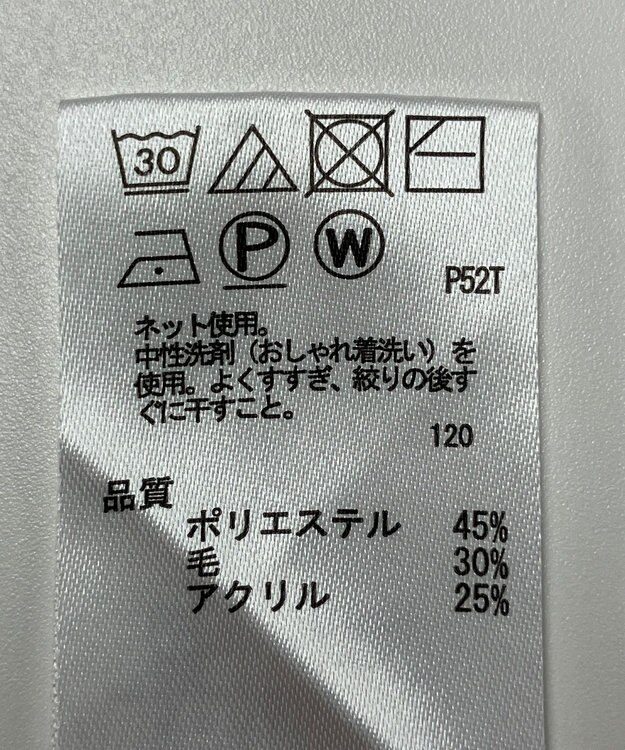 30
P W
P52T
ネット使用。
中性洗剤（おしゃれ着洗い）を
使用。よくすすぎ、絞りの後す
ぐに干すこと。
120
品質
ポリエステル 45%
毛 30%
アクリル 25%